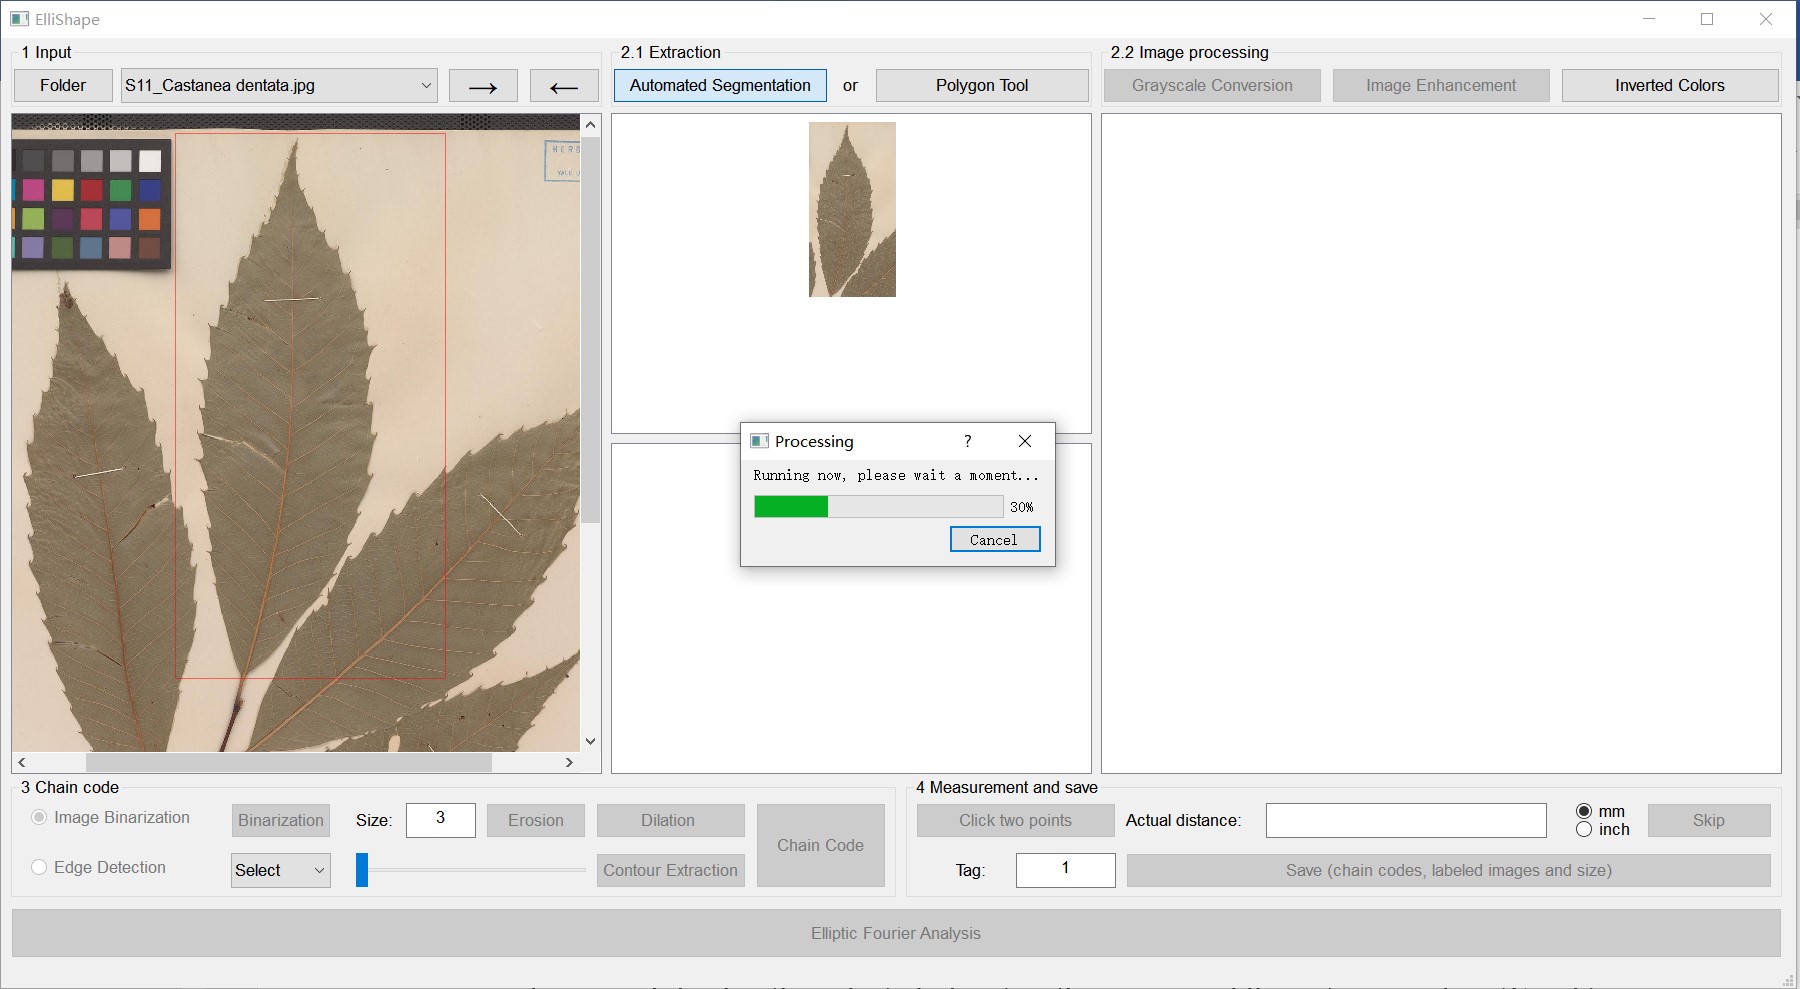 ElliShape
1 Input
Folder
S11_Castanea dentata.jpg
→
←
2.1 Extraction
Automated Segmentation
or
Polygon Tool
2.2 Image processing
Grayscale Conversion
Image Enhancement
Inverted Colors
HERB
YALE U
Processing
?
Running now, please wait a moment...
30%
Cancel
3 Chain code
Image Binarization
Binarization
Size:
3
Erosion
Dilation
Chain Code
Edge Detection
Select
Contour Extraction
4 Measurement and save
Click two points
Actual distance:
mm
inch
Skip
Tag:
1
Save (chain codes, labeled images and size)
Elliptic Fourier Analysis